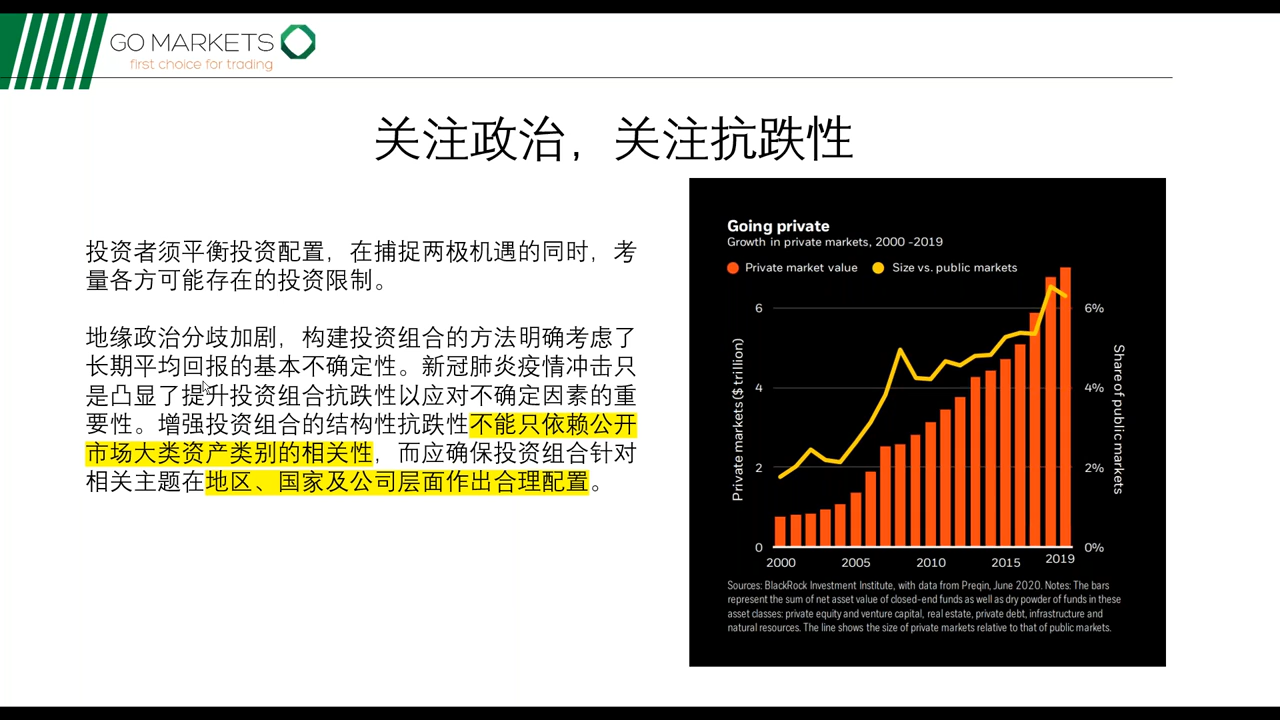 GO MARKETS
first choice for trading
关注政治，关注抗跌性
投资者须平衡投资配置，在捕捉两极机遇的同时，考
量各方可能存在的投资限制。
地缘政治分歧加剧，构建投资组合的方法明确考虑了
长期平均回报的基本不确定性。新冠肺炎疫情冲击只
是凸显了提升投资组合抗跌性以应对不确定因素的重
要性。增强投资组合的结构性抗跌性不能只依赖公开
市场大类资产类别的相关性，而应确保投资组合针对
相关主题在地区、国家及公司层面作出合理配置。
Going private
Growth in private markets, 2000 -2019
Private market value
Size vs. public markets
Private markets ($ trillion)
6
4
2
0
6%
4%
2%
0%
Share of public markets
2000
2005
2010
2015
2019
Sources: BlackRock Investment Institute, with data from Preqin, June 2020. Notes: The bars
represent the sum of net asset value of closed-end funds as well as dry powder of funds in these
asset classes: private equity and venture capital, real estate, private debt, infrastructure and
natural resources. The line shows the size of private markets relative to that of public markets.